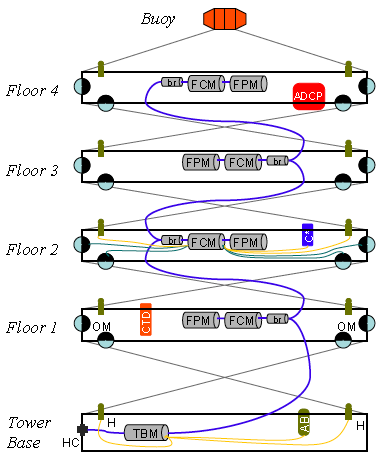 Buoy
Floor 4
br FCM FPM
ADCP
Floor 3
FPM FCM br
Floor 2
br FCM FPM
Floor 1
OM CTD FPM FCM br OM
Tower
Base
H AB H
HC TBM